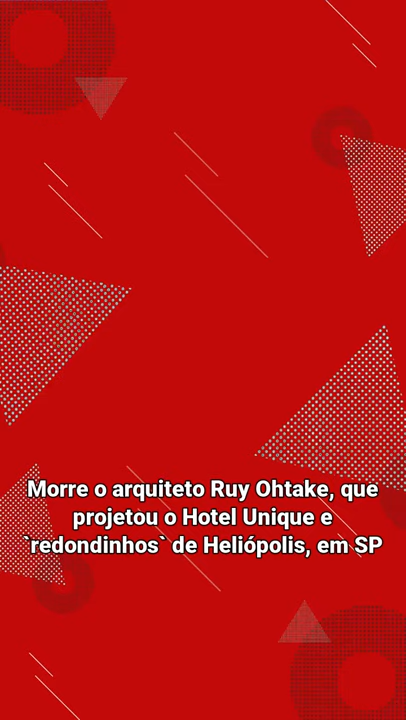 Morre o arquiteto Ruy Ohtake, que
projetou o Hotel Unique e
`redondinhos` de Heliópolis, em SP